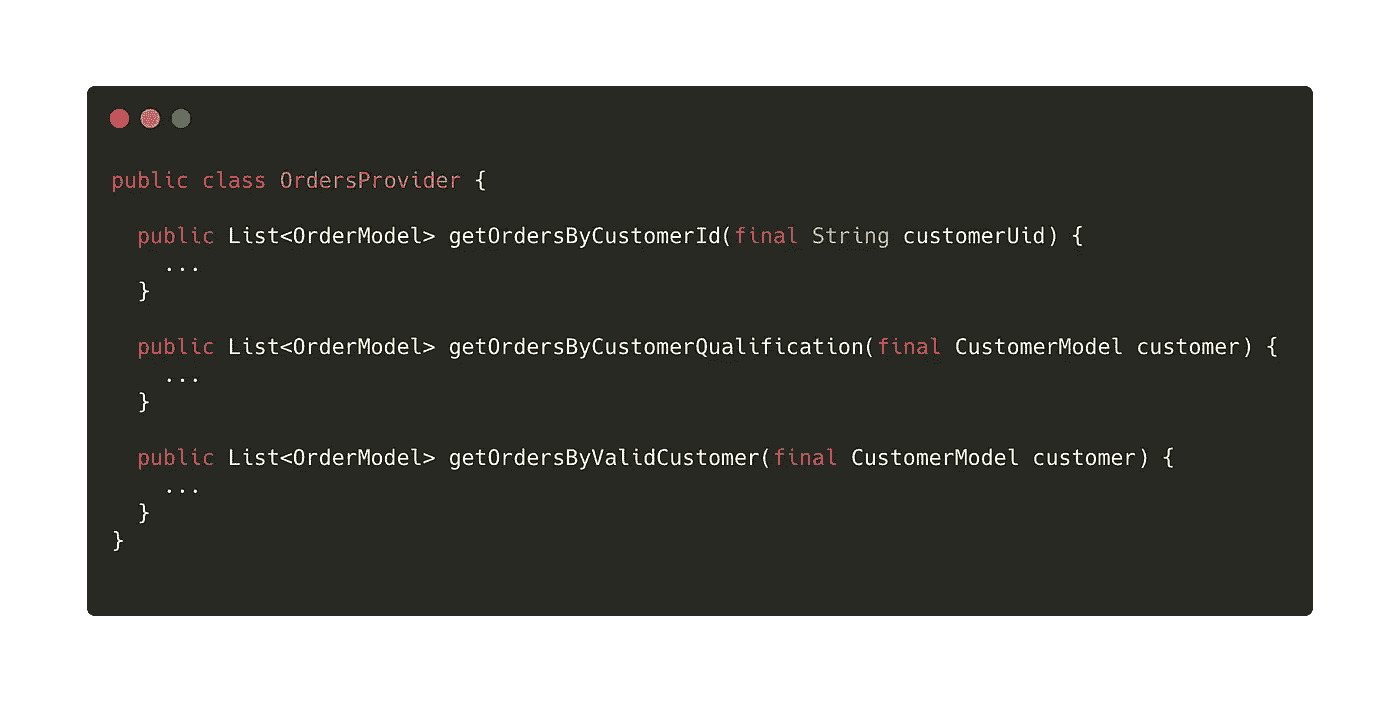 public class OrdersProvider {
public List<OrderModel> getOrdersByCustomerId(final String customerUid) {
...
}
public List<OrderModel> getOrdersByCustomerQualification(final CustomerModel customer) {
...
}
public List<OrderModel> getOrdersByValidCustomer(final CustomerModel customer) {
...
}
}